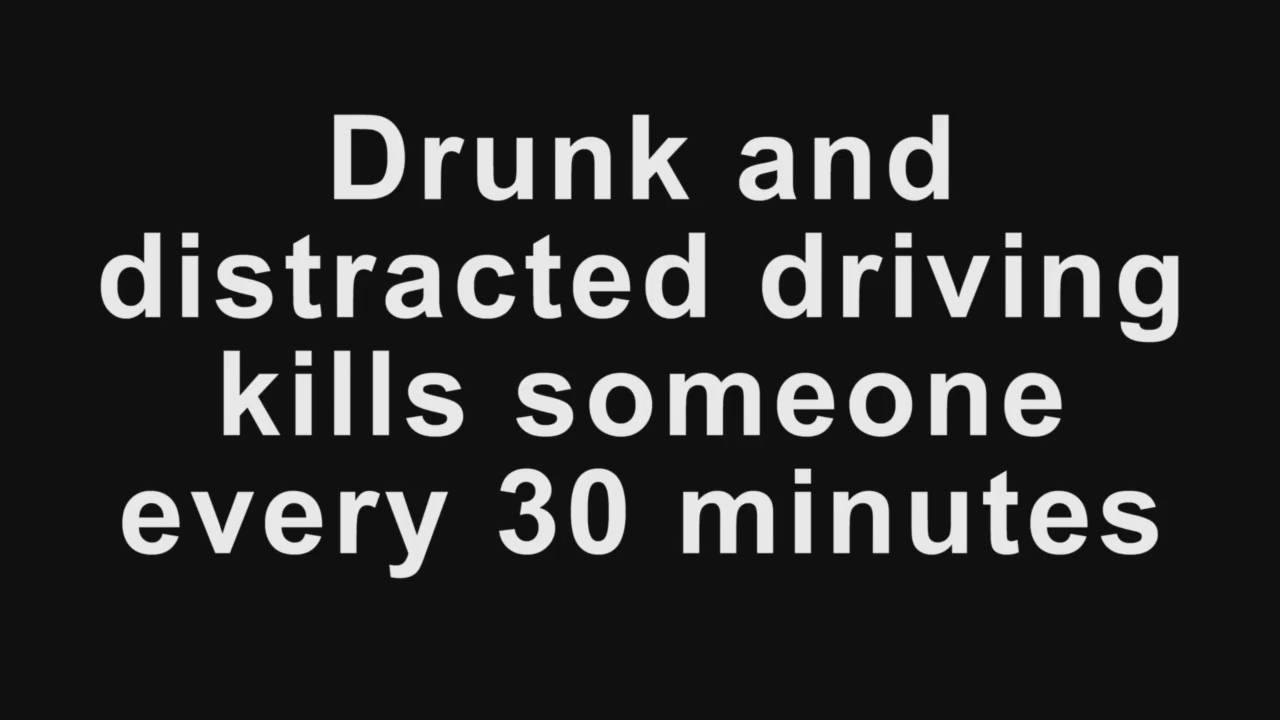 Drunk and
distracted driving
kills someone
every 30 minutes